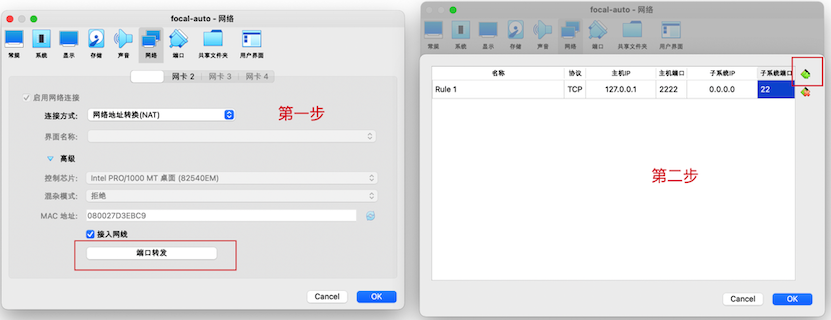 focal-auto - 网络
常规 系统 显示 存储 声音 网络 端口 共享文件夹 用户界面
网卡 2 网卡 3 网卡 4
启用网络连接
连接方式: 网络地址转换(NAT)
第一步
界面名称:
高级
控制芯片: Intel PRO/1000 MT 桌面 (82540EM)
混杂模式: 拒绝
MAC 地址: 080027D3EBC9
接入网线
端口转发
Cancel OK
focal-auto - 网络
常规 系统 显示 存储 声音 网络 端口 共享文件夹 用户界面
名称 协议 主机IP 主机端口 子系统IP 子系统端口
Rule 1 TCP 127.0.0.1 2222 0.0.0.0 22
第二步
Cancel OK